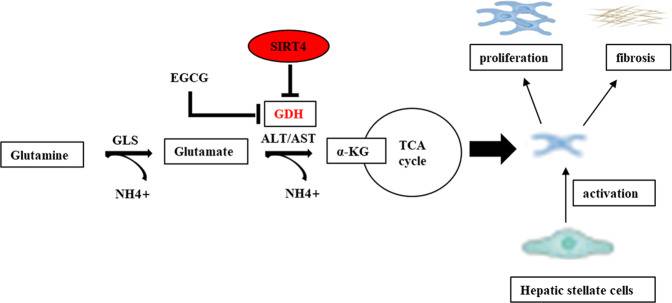 SIRT4
proliferation
fibrosis
EGCG
GDH
GLS
ALT/AST
Glutamine
Glutamate
α-KG
TCA
cycle
NH4+
NH4+
activation
Hepatic stellate cells